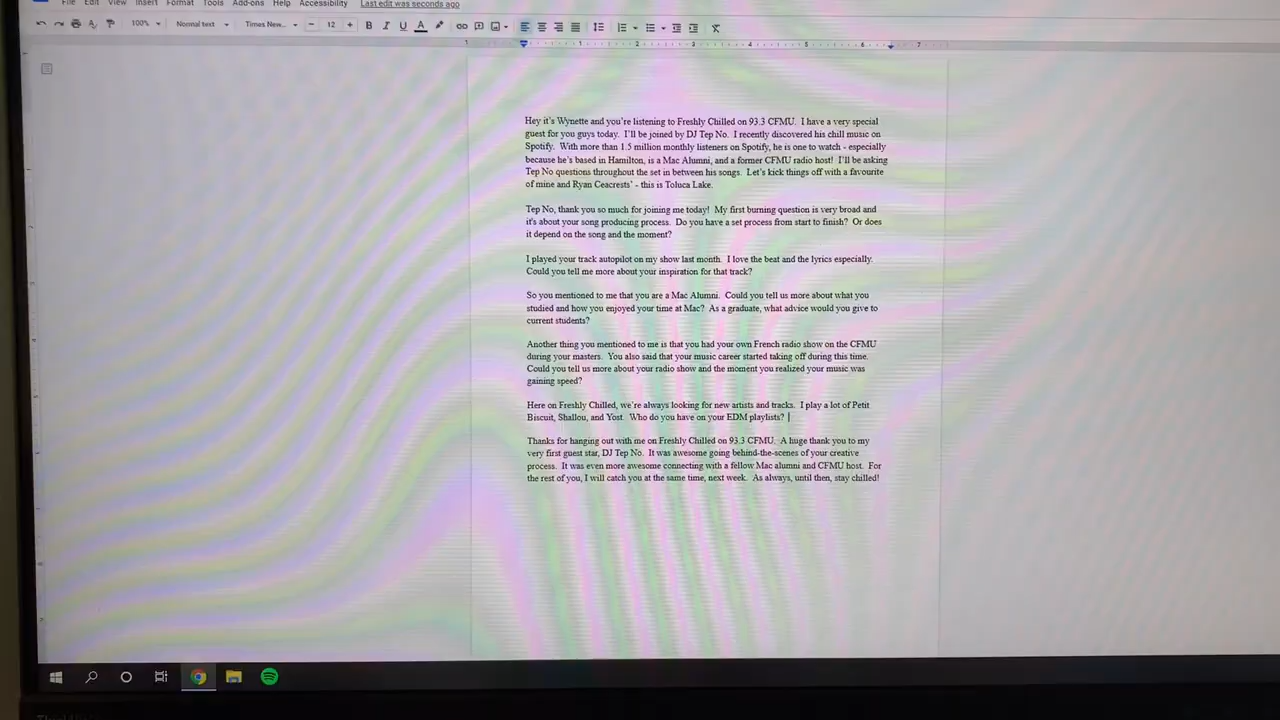 File Edit View Insert Format Tools Add-ons Help Accessibility Last edit was seconds ago
100% Normal text Times New... 12 B I U A
1 1 2 3 4 5 6 7
Hey it's Wynette and you're listening to Freshly Chilled on 93.3 CFMU. I have a very special
guest for you guys today. I'll be joined by DJ Tep No. I recently discovered his chill music on
Spotify. With more than 1.5 million monthly listeners on Spotify, he is one to watch - especially
because he's based in Hamilton, is a Mac Alumni, and a former CFMU radio host! I'll be asking
Tep No questions throughout the set in between his songs. Let's kick things off with a favourite
of mine and Ryan Ceacrests' - this is Toluca Lake.
Tep No, thank you so much for joining me today! My first burning question is very broad and
it's about your song producing process. Do you have a set process from start to finish? Or does
it depend on the song and the moment?
I played your track autopilot on my show last month. I love the beat and the lyrics especially.
Could you tell me more about your inspiration for that track?
So you mentioned to me that you are a Mac Alumni. Could you tell us more about what you
studied and how you enjoyed your time at Mac? As a graduate, what advice would you give to
current students?
Another thing you mentioned to me is that you had your own French radio show on the CFMU
during your masters. You also said that your music career started taking off during this time.
Could you tell us more about your radio show and the moment you realized your music was
gaining speed?
Here on Freshly Chilled, we're always looking for new artists and tracks. I play a lot of Petit
Biscuit, Shallou, and Yost. Who do you have on your EDM playlists?
Thanks for hanging out with me on Freshly Chilled on 93.3 CFMU. A huge thank you to my
very first guest star, DJ Tep No. It was awesome going behind-the-scenes of your creative
process. It was even more awesome connecting with a fellow Mac alumni and CFMU host. For
the rest of you, I will catch you at the same time, next week. As always, until then, stay chilled!